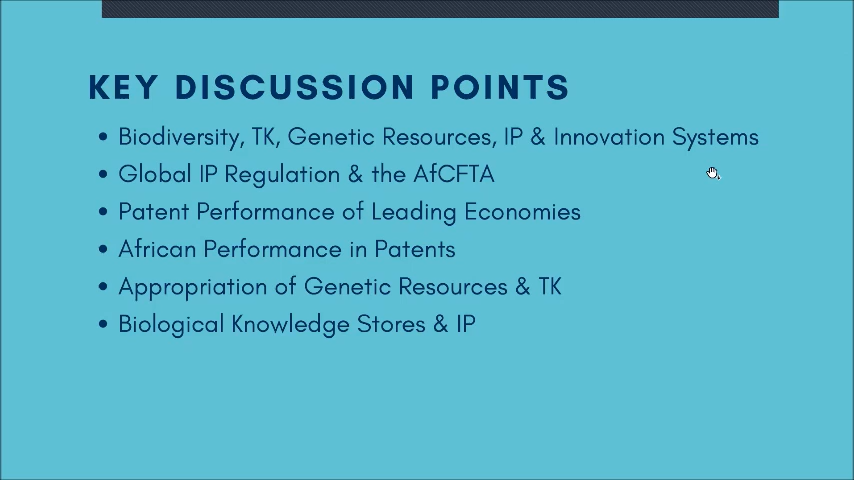 KEY DISCUSSION POINTS
• Biodiversity, TK, Genetic Resources, IP & Innovation Systems
• Global IP Regulation & the AfCFTA
• Patent Performance of Leading Economies
• African Performance in Patents
• Appropriation of Genetic Resources & TK
• Biological Knowledge Stores & IP